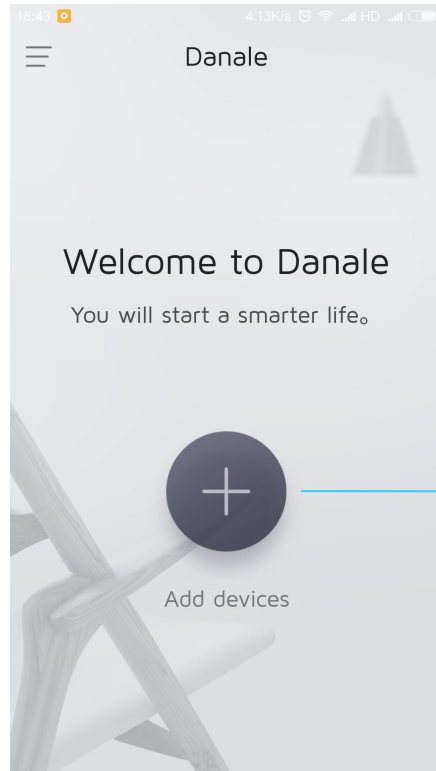 18:43 4.13K/s HD
Danale
Welcome to Danale
You will start a smarter life。
Add devices